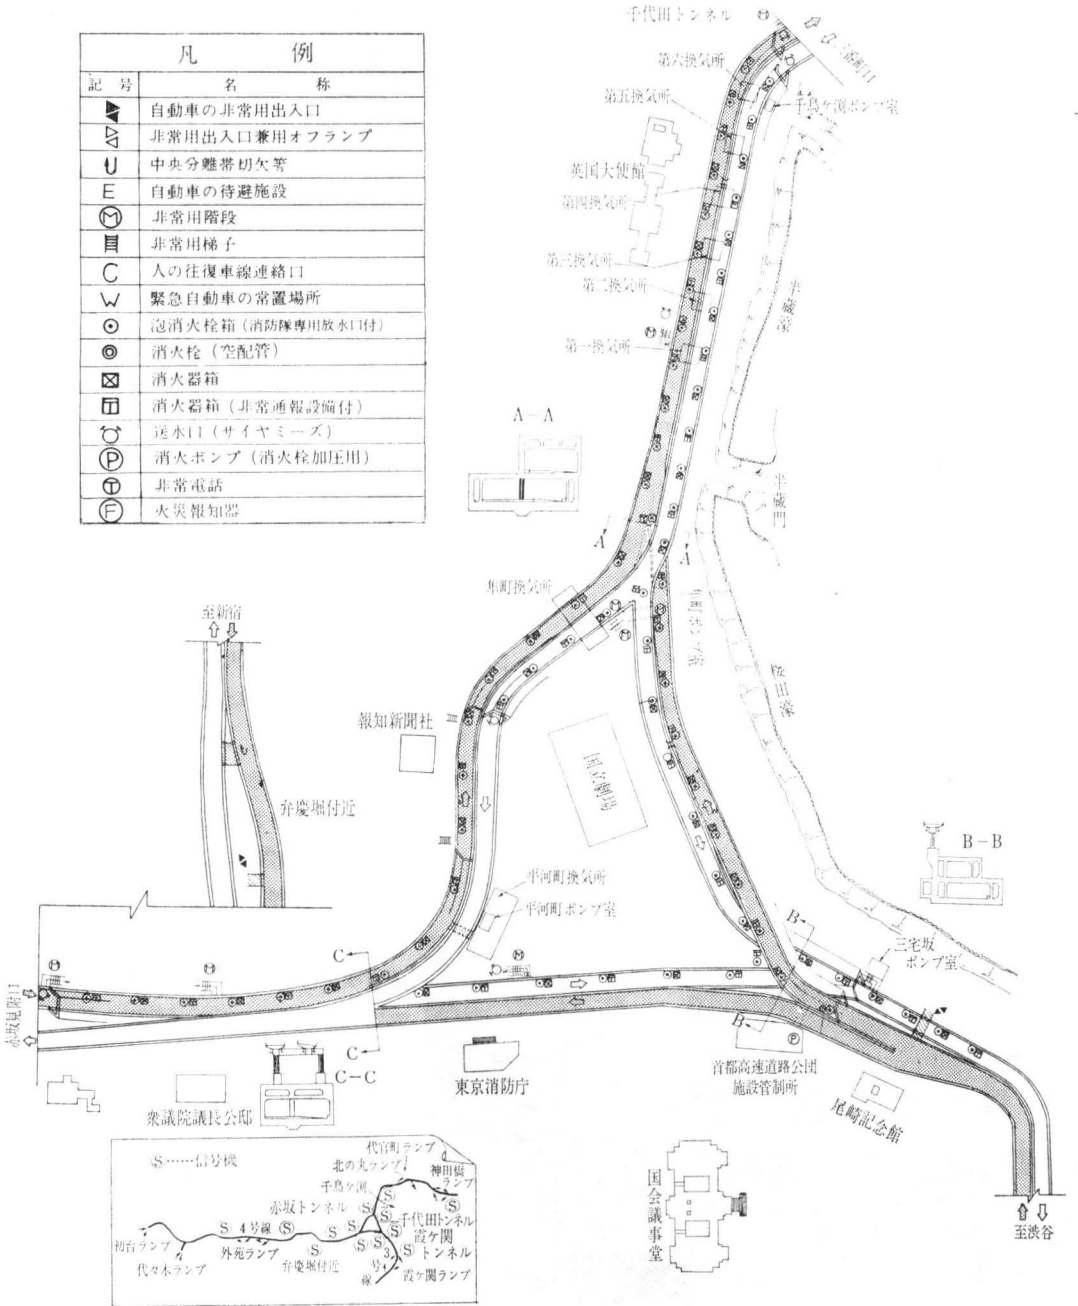 凡 例
記 号 名 称
自動車の非常用出入口
非常用出入口兼用オフランプ
中央分離帯切欠等
E 自動車の待避施設
M 非常用階段
非常用梯子
C 人の往復車線連絡口
W 緊急自動車の常置場所
泡消火栓箱(消防隊専用放水口付)
消火栓(空配管)
消火器箱
消火器箱(非常通報設備付)
送水口(サイヤミーズ)
P 消火ポンプ(消火栓加圧用)
T 非常電話
F 火災報知器
千代田トンネル
第六換気所
第五換気所
千鳥ケ渕ポンプ室
英国大使館
第四換気所
第三換気所
第二換気所
第一換気所
半蔵濠
半蔵門
A-A
A
A
隼町換気所
隼町ポンプ室
桜田濠
至新宿
弁慶堀付近
報知新聞社
国立劇場
B-B
平河町換気所
平河町ポンプ室
B
B
三宅坂
ポンプ室
C
C
C-C
赤坂見附口
東京消防庁
首都高速道路公団
施設管制所
尾崎記念館
衆議院議長公邸
国会議事堂
至渋谷
Ⓢ……信号機
代官町ランプ
北の丸ランプ
神田橋
ランプ
千鳥ケ渕
赤坂トンネル
千代田トンネル
霞ケ関
トンネル
4号線
外苑ランプ
初台ランプ
代々木ランプ
弁慶堀付近
3号線
霞ケ関ランプ